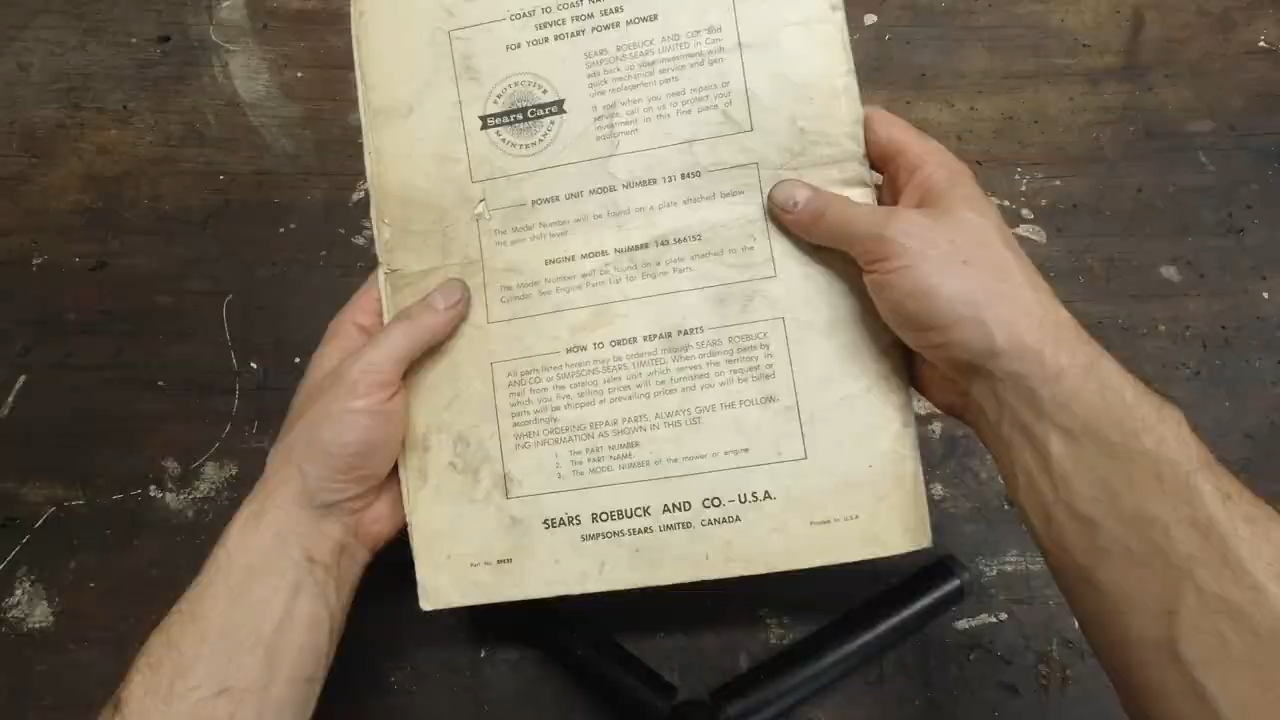 COAST TO COAST
SERVICE FROM SEARS
FOR YOUR ROTARY POWER MOWER
PROTECTIVE
Sears Care
MAINTENANCE
SEARS, ROEBUCK AND CO. and
SIMPSONS-SEARS LIMITED in Can-
ada back up your investment with
quick mechanical service and gen-
uine replacement parts.
If and when you need repairs or
service, call on us to protect your
investment in this fine piece of
equipment.
POWER UNIT MODEL NUMBER 131 8450
The Model Number will be found on a plate attached below
the gear shift lever.
ENGINE MODEL NUMBER 143.566152
The Model Number will be found on a plate attached to the
Cylinder. See Engine Parts List for Engine Parts.
HOW TO ORDER REPAIR PARTS
All parts listed herein may be ordered through SEARS, ROEBUCK
AND CO. or SIMPSONS-SEARS, LIMITED. When ordering parts by
mail from the catalog sales unit which serves the territory in
which you live, selling prices will be furnished on request or
parts will be shipped at prevailing prices and you will be billed
accordingly.
WHEN ORDERING REPAIR PARTS, ALWAYS GIVE THE FOLLOW-
ING INFORMATION AS SHOWN IN THIS LIST.
1. The PART NUMBER.
2. The PART NAME.
3. The MODEL NUMBER of the mower or engine
SEARS ROEBUCK AND CO.–U.S.A.
SIMPSONS-SEARS LIMITED, CANADA
Printed In U.S.A
Part No.